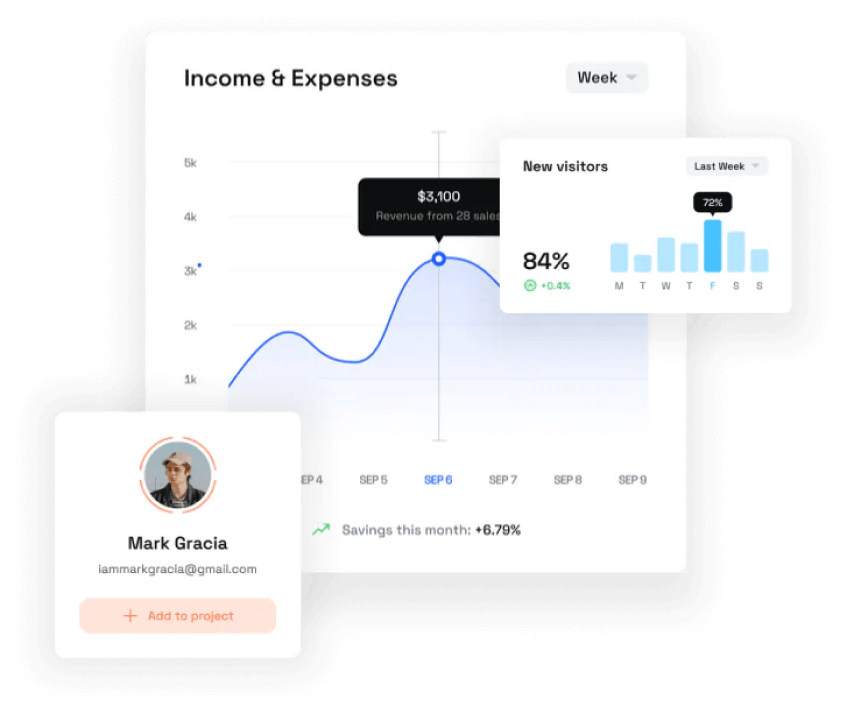 Income & Expenses
Week
5k
4k
3k
2k
1k
$3,100
Revenue from 28 sales
EP 4
SEP 5
SEP 6
SEP 7
SEP 8
SEP 9
Savings this month: +6.79%
New visitors
Last Week
72%
84%
+0.4%
M T W T F S S
Mark Gracia
iammarkgracia@gmail.com
Add to project